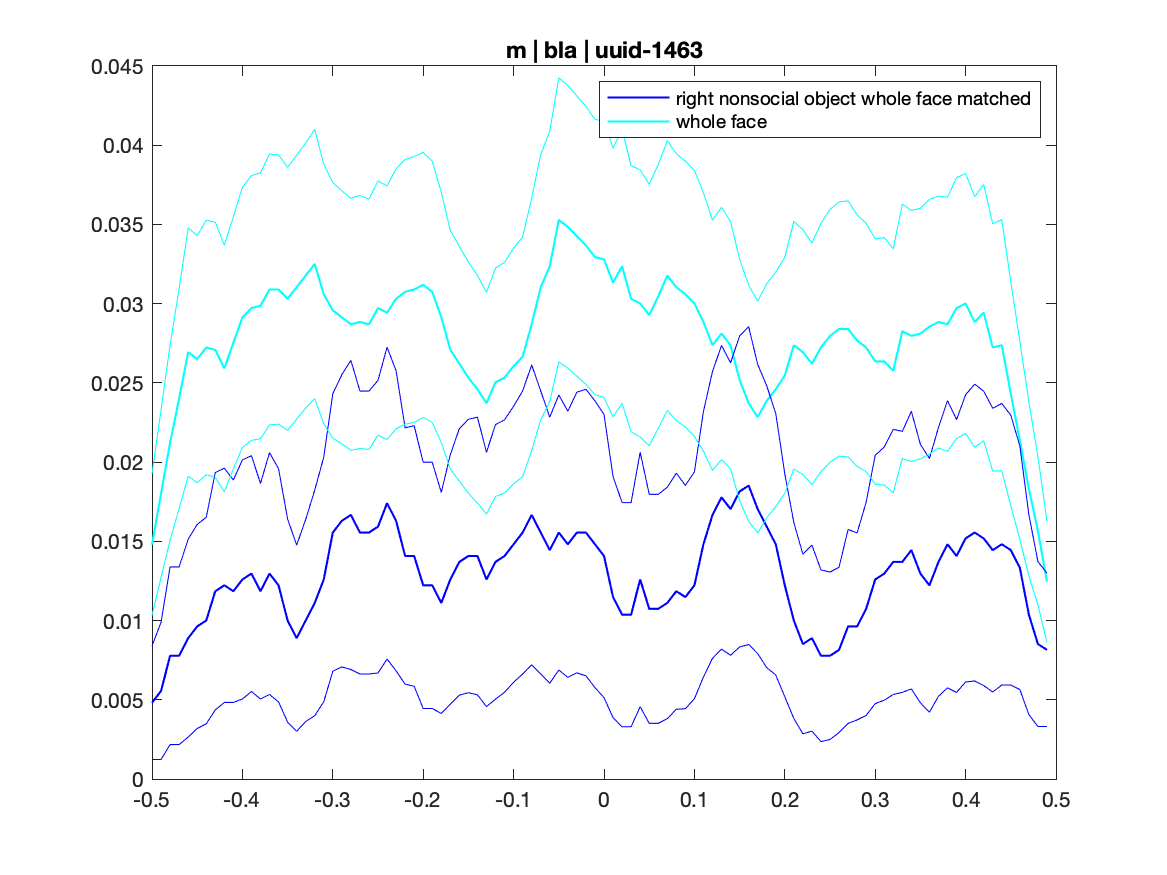 m | bla | uuid-1463
right nonsocial object whole face matched
whole face
0.045
0.04
0.035
0.03
0.025
0.02
0.015
0.01
0.005
0
-0.5 -0.4 -0.3 -0.2 -0.1 0 0.1 0.2 0.3 0.4 0.5